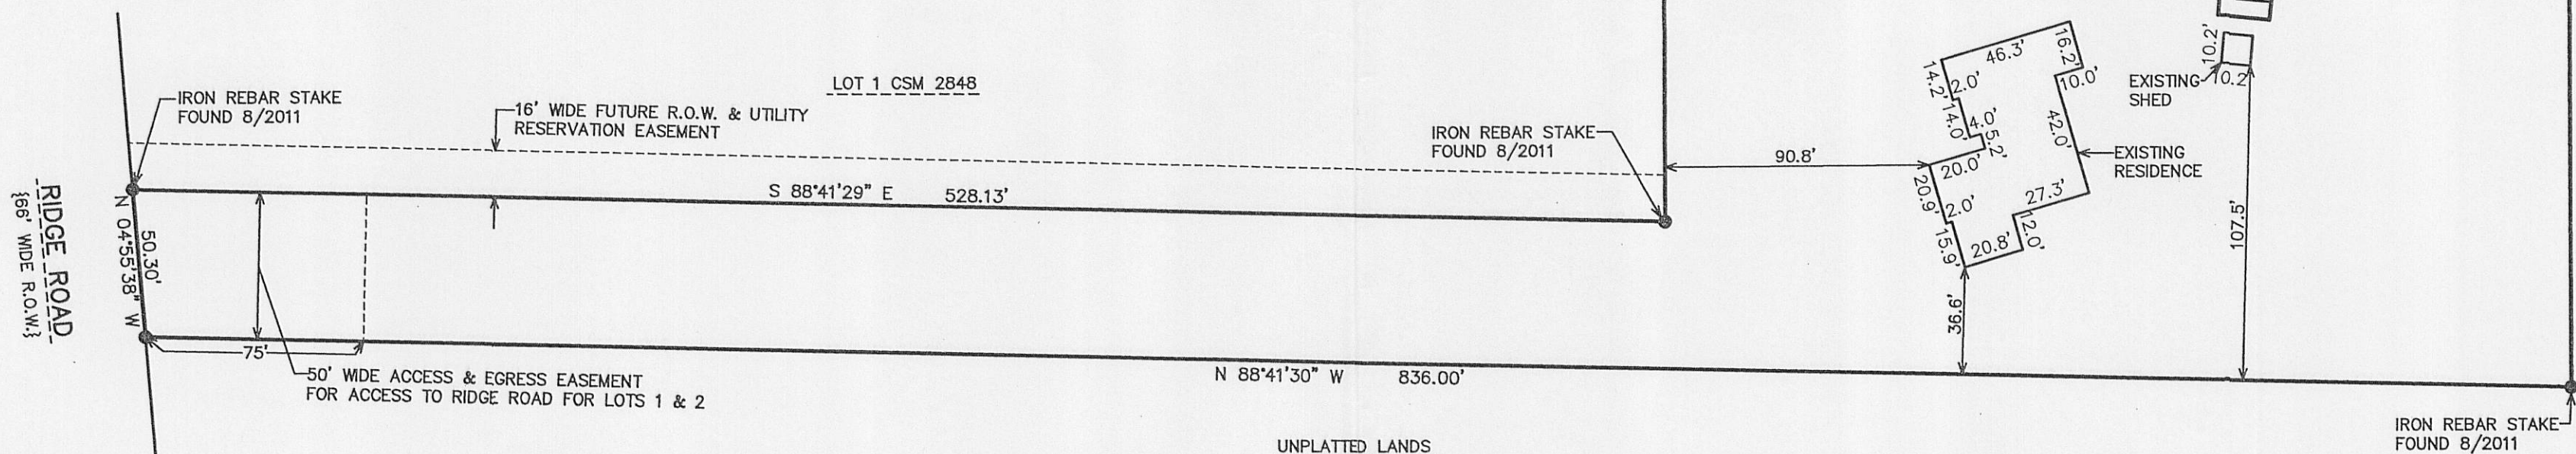 LOT 1 CSM 2848
IRON REBAR STAKE
FOUND 8/2011
16' WIDE FUTURE R.O.W. & UTILITY
RESERVATION EASEMENT
IRON REBAR STAKE
FOUND 8/2011
S 88°41'29" E 528.13'
90.8'
RIDGE ROAD
{66' WIDE R.O.W.}
N 04°55'38" W
50.30'
75'
50' WIDE ACCESS & EGRESS EASEMENT
FOR ACCESS TO RIDGE ROAD FOR LOTS 1 & 2
N 88°41'30" W 836.00'
UNPLATTED LANDS
46.3'
16.2'
10.0'
14.2'
2.0'
14.0'
4.0'
5.2'
42.0'
20.0'
20.9'
2.0'
27.3'
12.0'
15.9'
20.8'
36.6'
EXISTING
RESIDENCE
10.2'
10.2'
EXISTING
SHED
107.5'
IRON REBAR STAKE
FOUND 8/2011